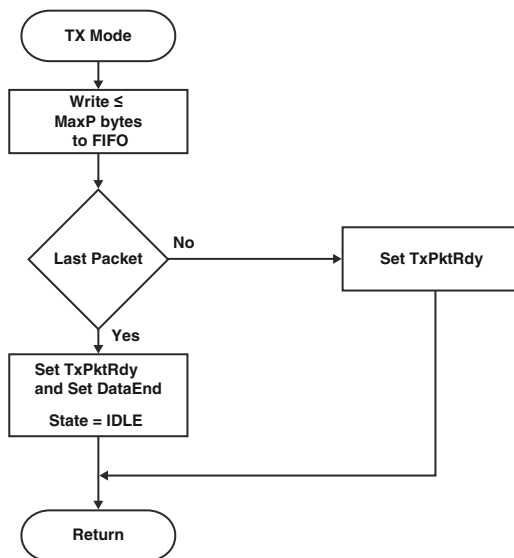 TX Mode
Write ≤
MaxP bytes
to FIFO
Last Packet
No
Set TxPktRdy
Yes
Set TxPktRdy
and Set DataEnd
State = IDLE
Return